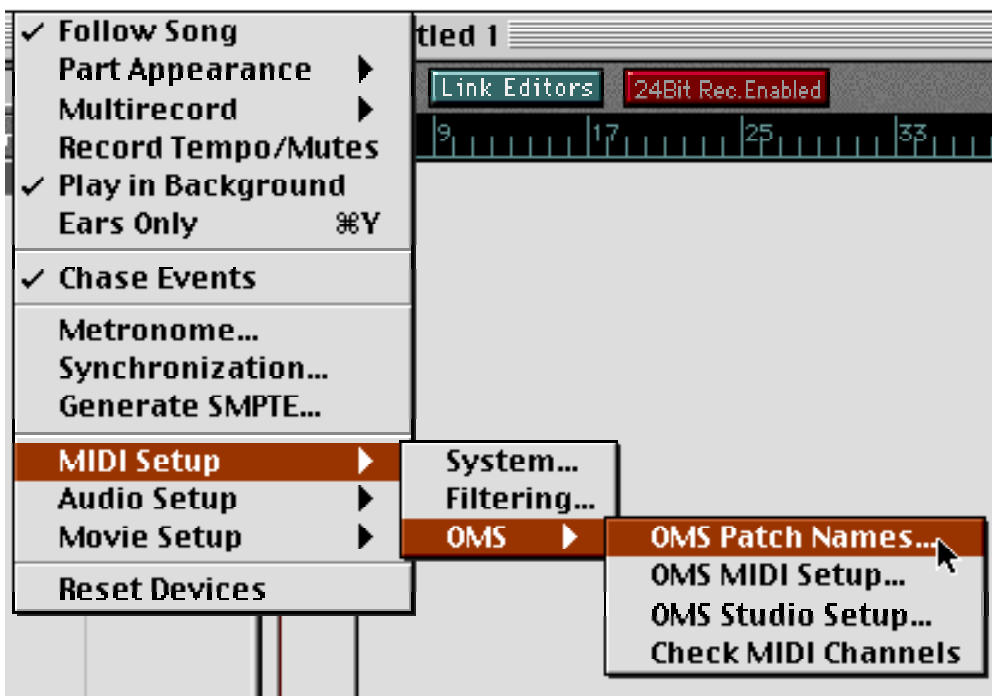 Follow Song
tled 1
Part Appearance
Link Editors
24Bit Rec.Enabled
Multirecord
9 17 25 33
Record Tempo/Mutes
Play in Background
Ears Only ⌘Y
Chase Events
Metronome...
Synchronization...
Generate SMPTE...
MIDI Setup
Audio Setup
Movie Setup
Reset Devices
System...
Filtering...
OMS
OMS Patch Names...
OMS MIDI Setup...
OMS Studio Setup...
Check MIDI Channels